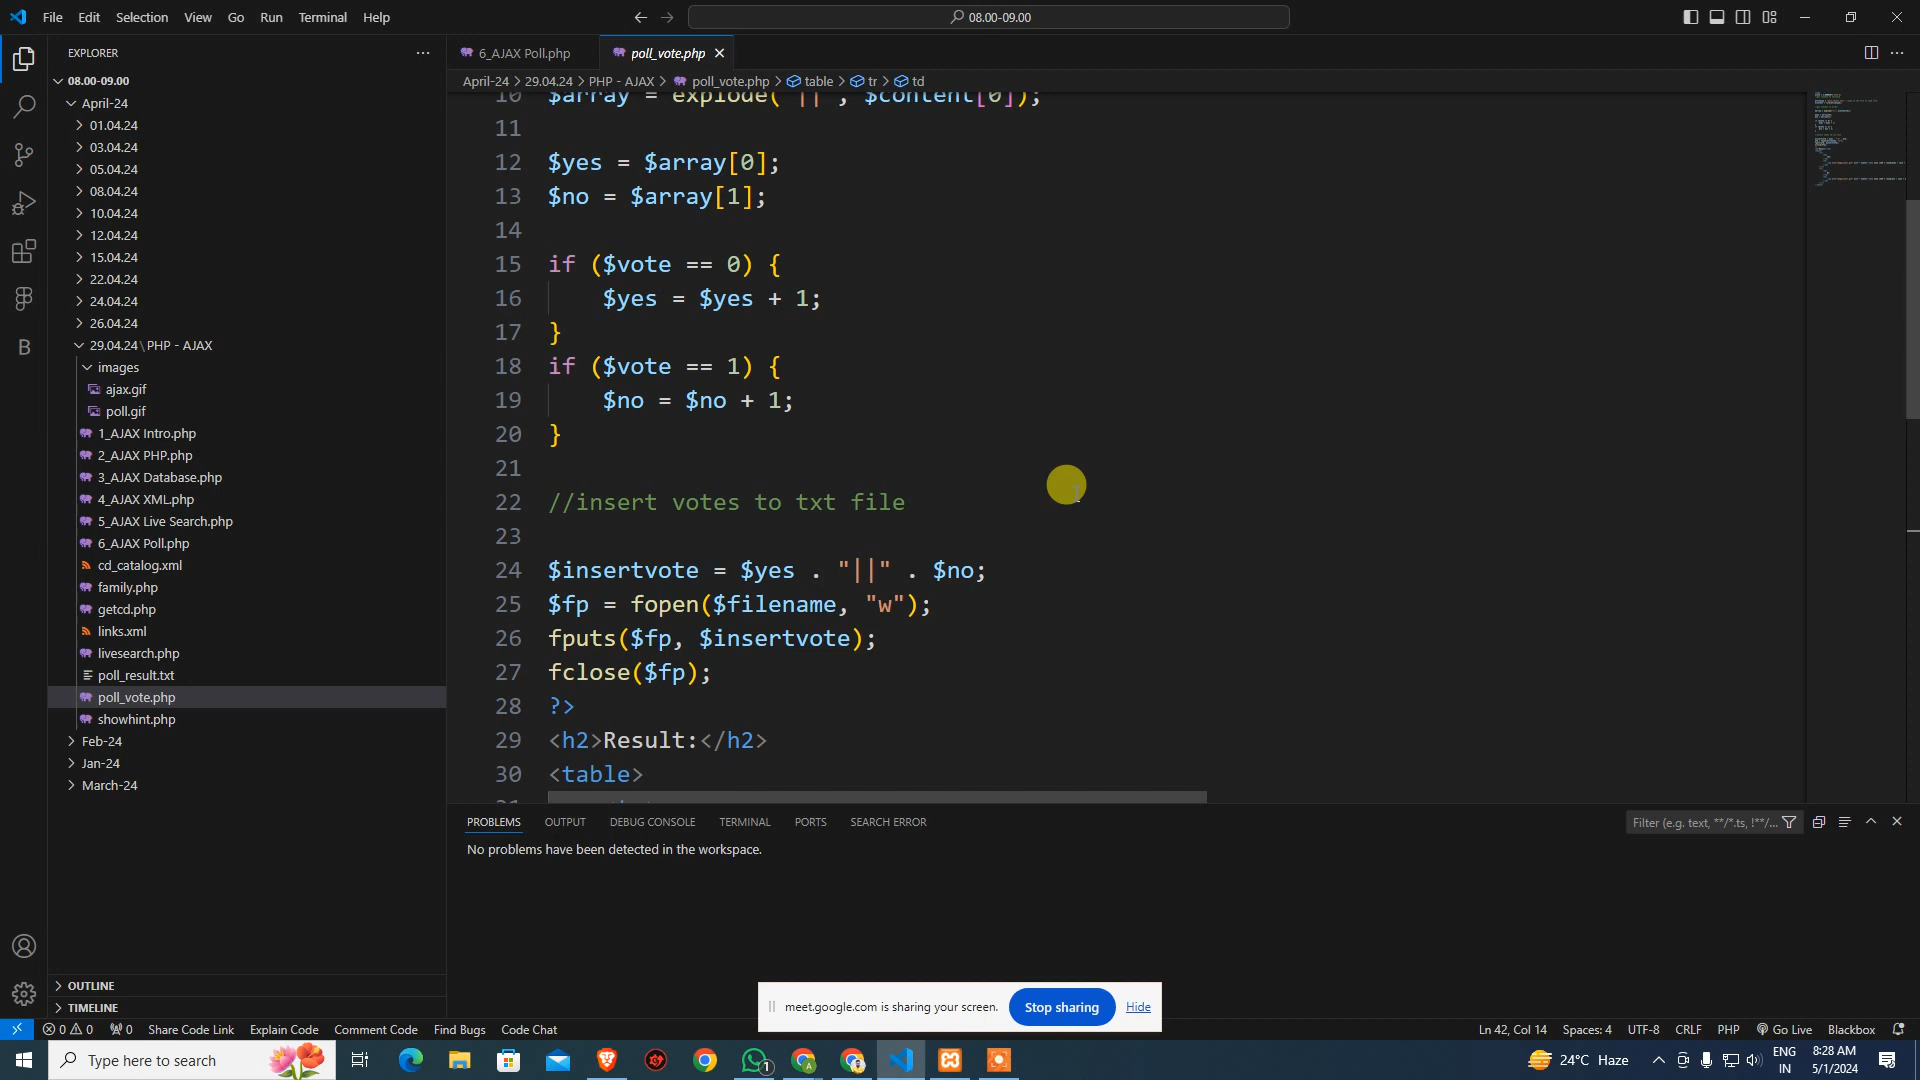 File Edit Selection View Go Run Terminal Help
08.00-09.00
EXPLORER
08.00-09.00
April-24
01.04.24
03.04.24
05.04.24
08.04.24
10.04.24
12.04.24
15.04.24
22.04.24
24.04.24
26.04.24
29.04.24\PHP - AJAX
images
ajax.gif
poll.gif
1_AJAX Intro.php
2_AJAX PHP.php
3_AJAX Database.php
4_AJAX XML.php
5_AJAX Live Search.php
6_AJAX Poll.php
cd_catalog.xml
family.php
getcd.php
links.xml
livesearch.php
poll_result.txt
poll_vote.php
showhint.php
Feb-24
Jan-24
March-24
OUTLINE
TIMELINE
6_AJAX Poll.php poll_vote.php
April-24 > 29.04.24 > PHP - AJAX > poll_vote.php > table > tr > td
10 $array = explode("||", $content[0]);
11
12 $yes = $array[0];
13 $no = $array[1];
14
15 if ($vote == 0) {
16 $yes = $yes + 1;
17 }
18 if ($vote == 1) {
19 $no = $no + 1;
20 }
21
22 //insert votes to txt file
23
24 $insertvote = $yes . "||" . $no;
25 $fp = fopen($filename, "w");
26 fputs($fp, $insertvote);
27 fclose($fp);
28 ?>
29 <h2>Result:</h2>
30 <table>
PROBLEMS OUTPUT DEBUG CONSOLE TERMINAL PORTS SEARCH ERROR
Filter (e.g. text, **/*.ts, !**/...
No problems have been detected in the workspace.
meet.google.com is sharing your screen. Stop sharing Hide
0 0 0 Share Code Link Explain Code Comment Code Find Bugs Code Chat
Ln 42, Col 14 Spaces: 4 UTF-8 CRLF PHP Go Live Blackbox
Type here to search
24°C Haze
ENG
IN
8:28 AM
5/1/2024